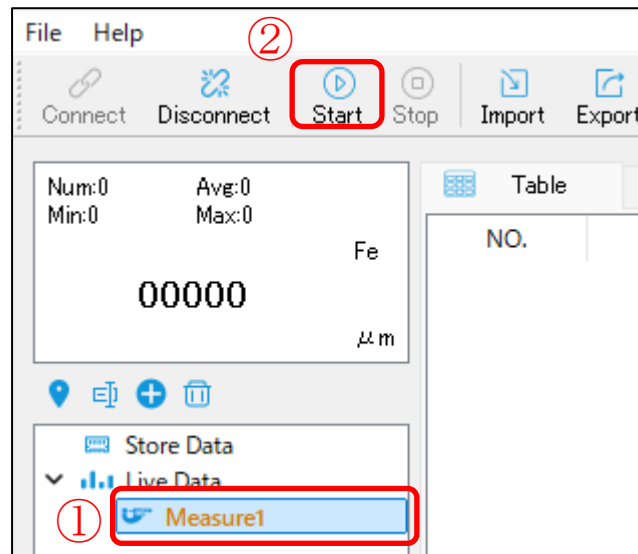 File Help
②
Connect Disconnect Start Stop Import Export
Num:0 Avg:0
Min:0 Max:0
Fe
00000
μm
Table
NO.
Store Data
Live Data
① Measure1